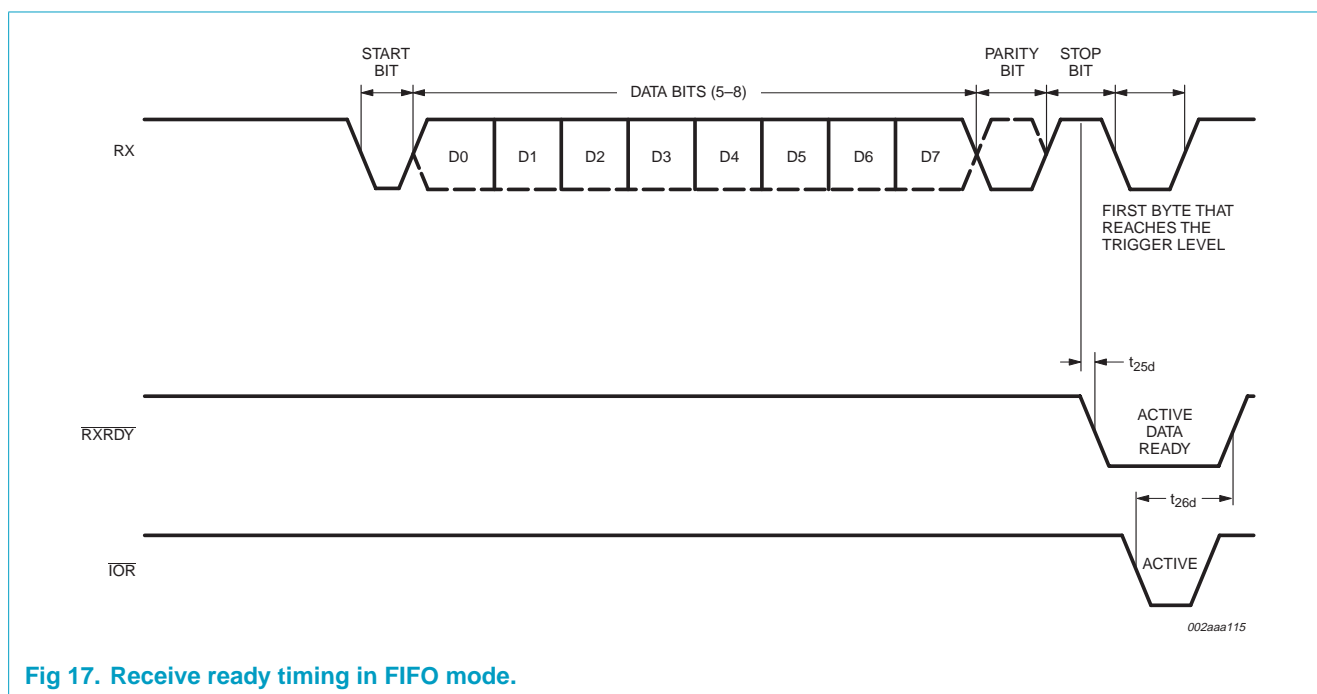 START
BIT
DATA BITS (5–8)
PARITY
BIT
STOP
BIT
RX
D0 D1 D2 D3 D4 D5 D6 D7
FIRST BYTE THAT
REACHES THE
TRIGGER LEVEL
t25d
RXRDY
ACTIVE
DATA
READY
t26d
IOR
ACTIVE
002aaa115
Fig 17. Receive ready timing in FIFO mode.